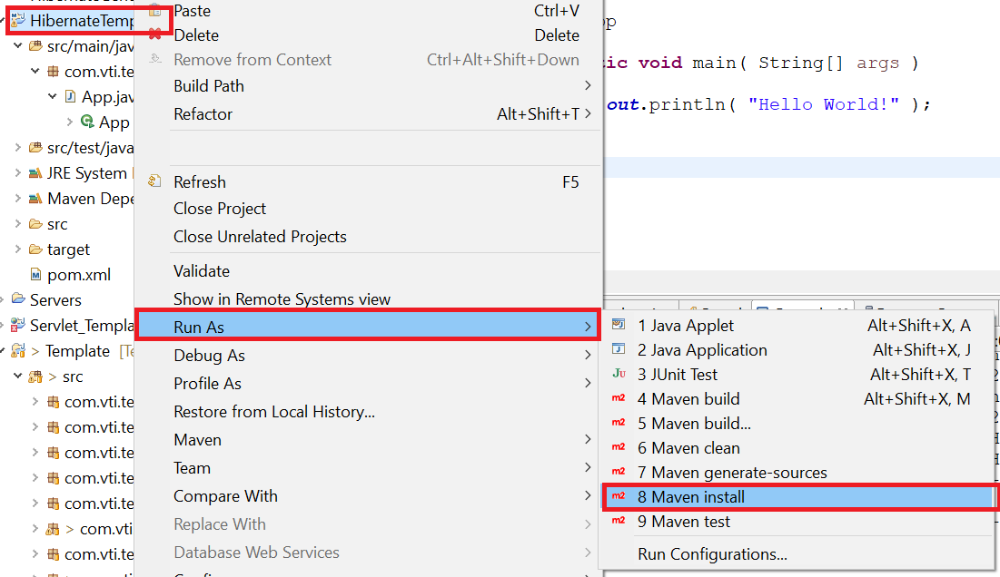 HibernateTemp
src/main/jav
com.vti.te
App.jav
App
src/test/java
JRE System
Maven Depe
src
target
pom.xml
Servers
Servlet_Templa
> Template [Te
> src
com.vti.te
com.vti.te
com.vti.te
com.vti.te
com.vti.te
> com.vti
com.vti.te
Paste Ctrl+V
Delete Delete
Remove from Context Ctrl+Alt+Shift+Down
Build Path
Refactor Alt+Shift+T
Refresh F5
Close Project
Close Unrelated Projects
Validate
Show in Remote Systems view
Run As
Debug As
Profile As
Restore from Local History...
Maven
Team
Compare With
Replace With
Database Web Services
ic void main( String[] args )
out.println( "Hello World!" );
1 Java Applet Alt+Shift+X, A
2 Java Application Alt+Shift+X, J
3 JUnit Test Alt+Shift+X, T
4 Maven build Alt+Shift+X, M
5 Maven build...
6 Maven clean
7 Maven generate-sources
8 Maven install
9 Maven test
Run Configurations...